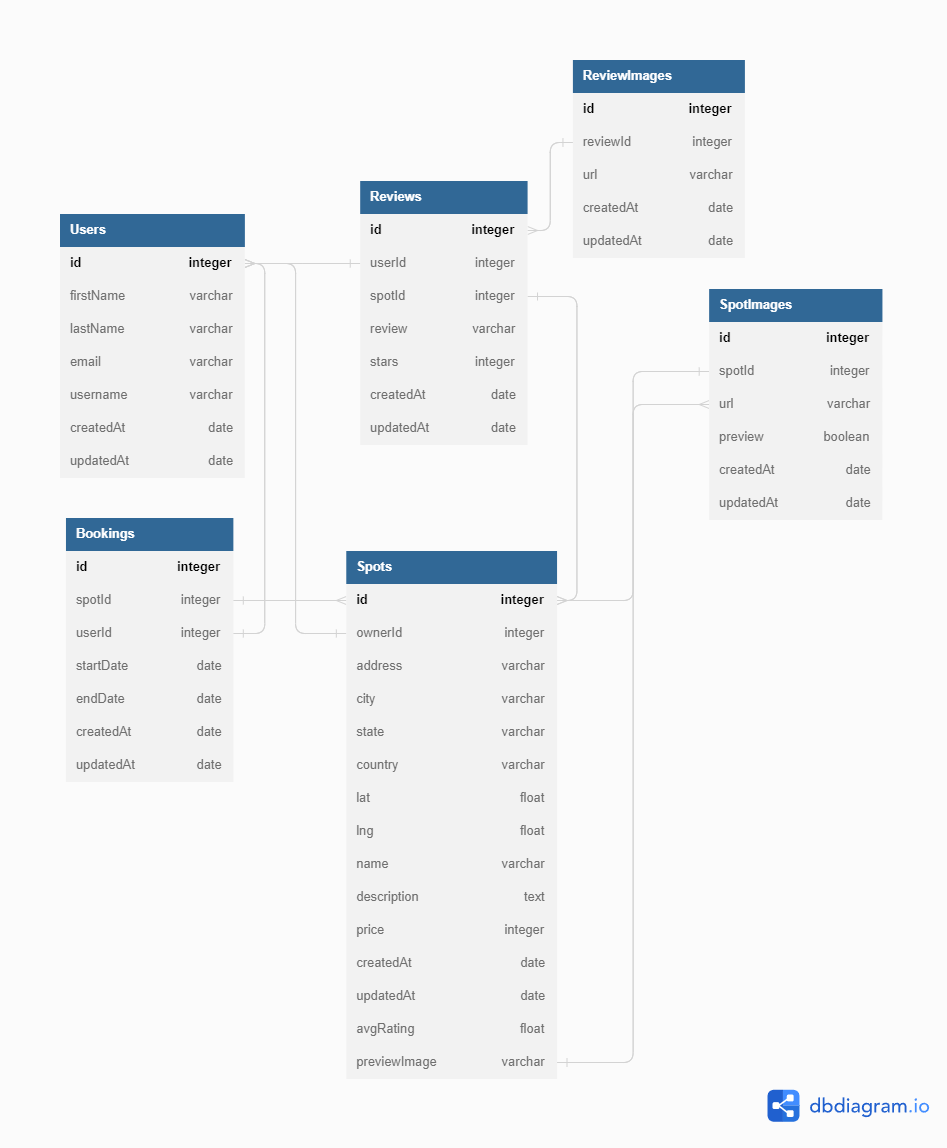 ReviewImages
id integer
reviewId integer
url varchar
createdAt date
updatedAt date
Reviews
id integer
userId integer
spotId integer
review varchar
stars integer
createdAt date
updatedAt date
Users
id integer
firstName varchar
lastName varchar
email varchar
username varchar
createdAt date
updatedAt date
SpotImages
id integer
spotId integer
url varchar
preview boolean
createdAt date
updatedAt date
Bookings
id integer
spotId integer
userId integer
startDate date
endDate date
createdAt date
updatedAt date
Spots
id integer
ownerId integer
address varchar
city varchar
state varchar
country varchar
lat float
lng float
name varchar
description text
price integer
createdAt date
updatedAt date
avgRating float
previewImage varchar
dbdiagram.io